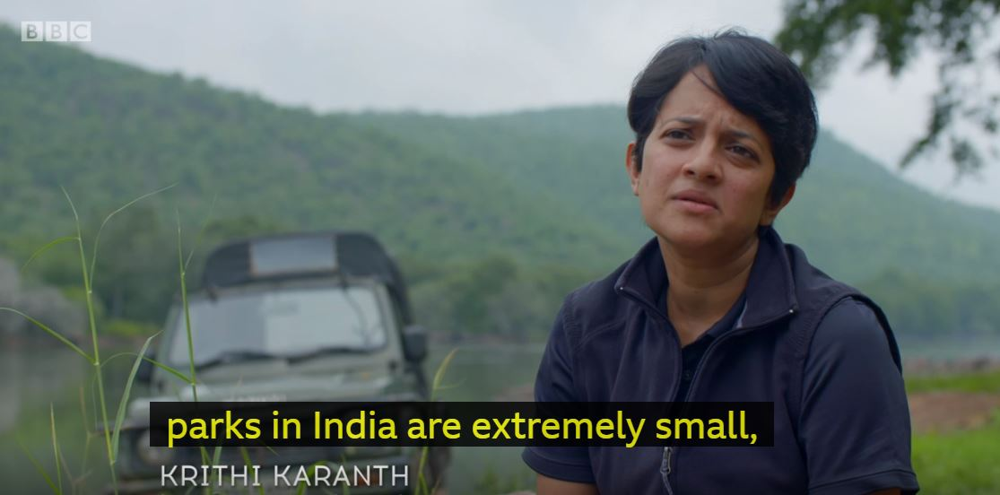 BBC
parks in India are extremely small,
KRITHI KARANTH